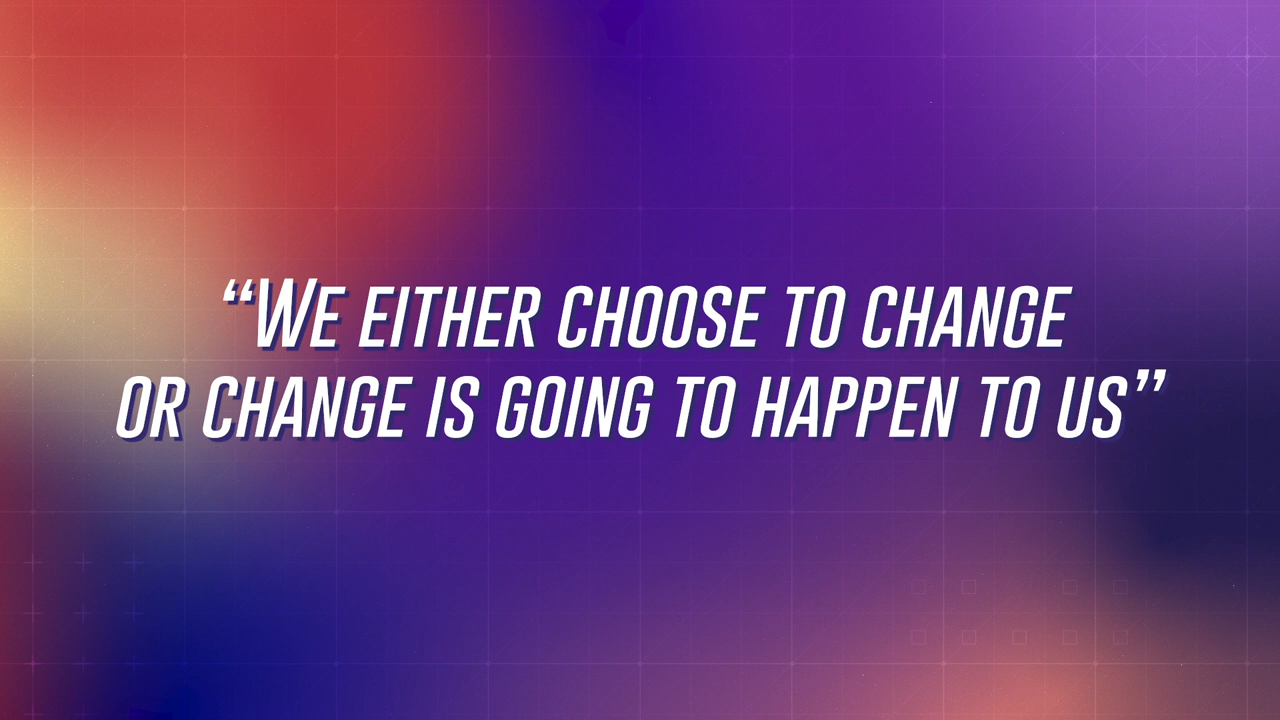 “WE EITHER CHOOSE TO CHANGE
OR CHANGE IS GOING TO HAPPEN TO US”